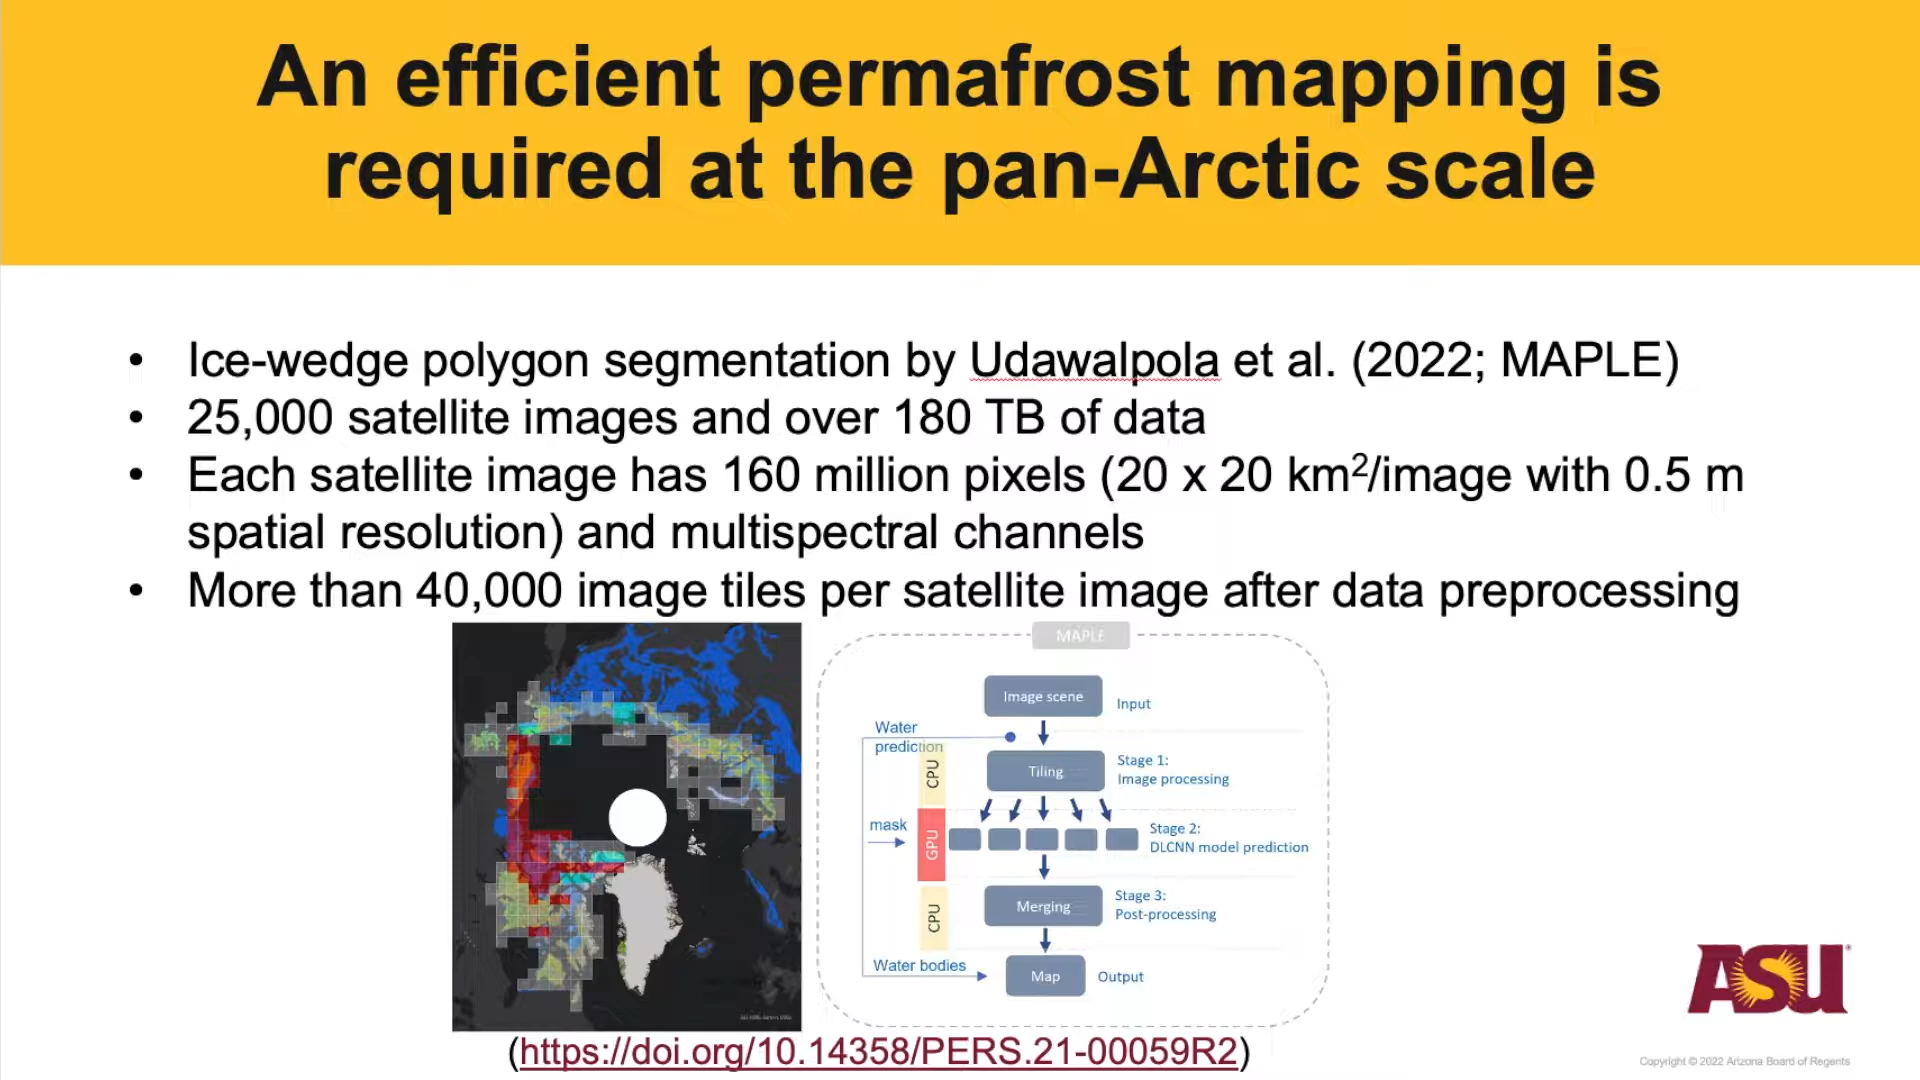 An efficient permafrost mapping is
required at the pan-Arctic scale
• Ice-wedge polygon segmentation by Udawalpola et al. (2022; MAPLE)
• 25,000 satellite images and over 180 TB of data
• Each satellite image has 160 million pixels (20 x 20 km²/image with 0.5 m
spatial resolution) and multispectral channels
• More than 40,000 image tiles per satellite image after data preprocessing
MAPLE
Image scene
Input
Water
prediction
CPU
Tiling
Stage 1:
Image processing
mask
GPU
Stage 2:
DLCNN model prediction
CPU
Merging
Stage 3:
Post-processing
Water bodies
Map
Output
(https://doi.org/10.14358/PERS.21-00059R2)
ASU
Copyright © 2022 Arizona Board of Regents